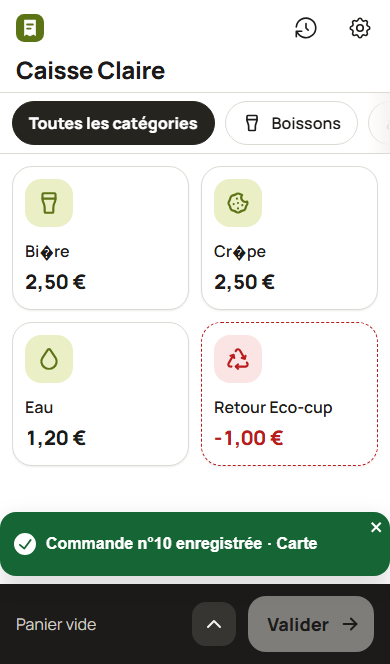 Caisse Claire
Toutes les catégories
Boissons
Bi�re
2,50 €
Cr�pe
2,50 €
Eau
1,20 €
Retour Eco-cup
-1,00 €
Commande n°10 enregistrée · Carte
Panier vide
Valider